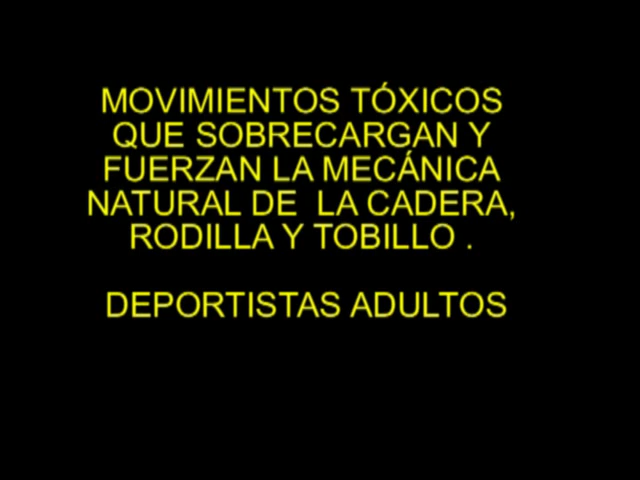 MOVIMIENTOS TÓXICOS
QUE SOBRECARGAN Y
FUERZAN LA MECÁNICA
NATURAL DE  LA CADERA,
RODILLA Y TOBILLO .
DEPORTISTAS ADULTOS